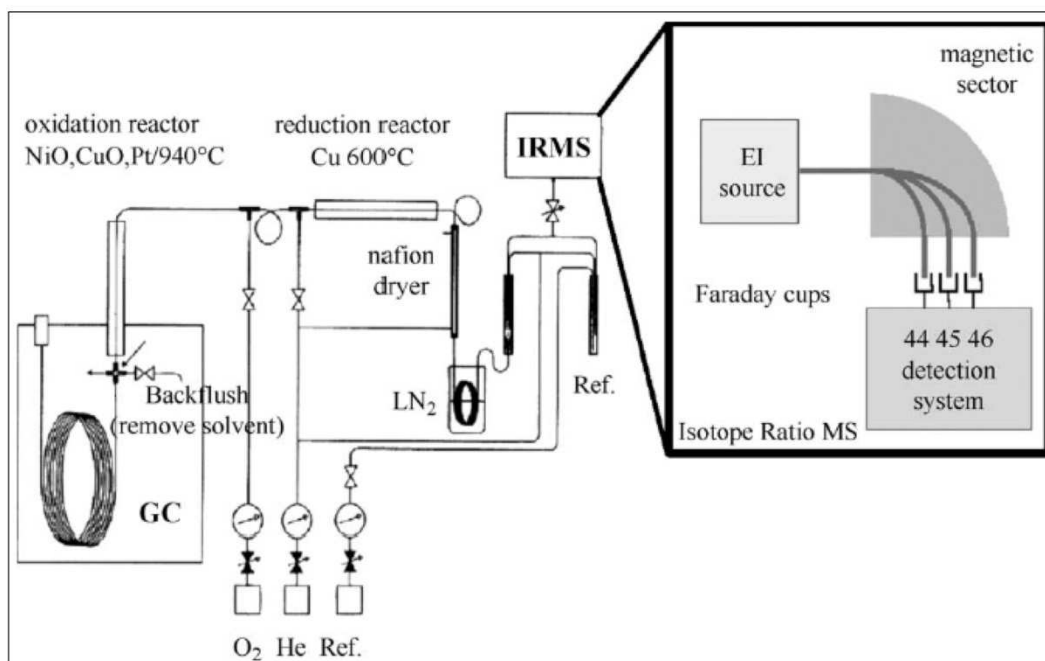 oxidation reactor
NiO,CuO,Pt/940°C
reduction reactor
Cu 600°C
IRMS
nafion
dryer
Backflush
(remove solvent)
GC
LN₂
Ref.
O₂ He Ref.
magnetic
sector
EI
source
Faraday cups
44 45 46
detection
system
Isotope Ratio MS